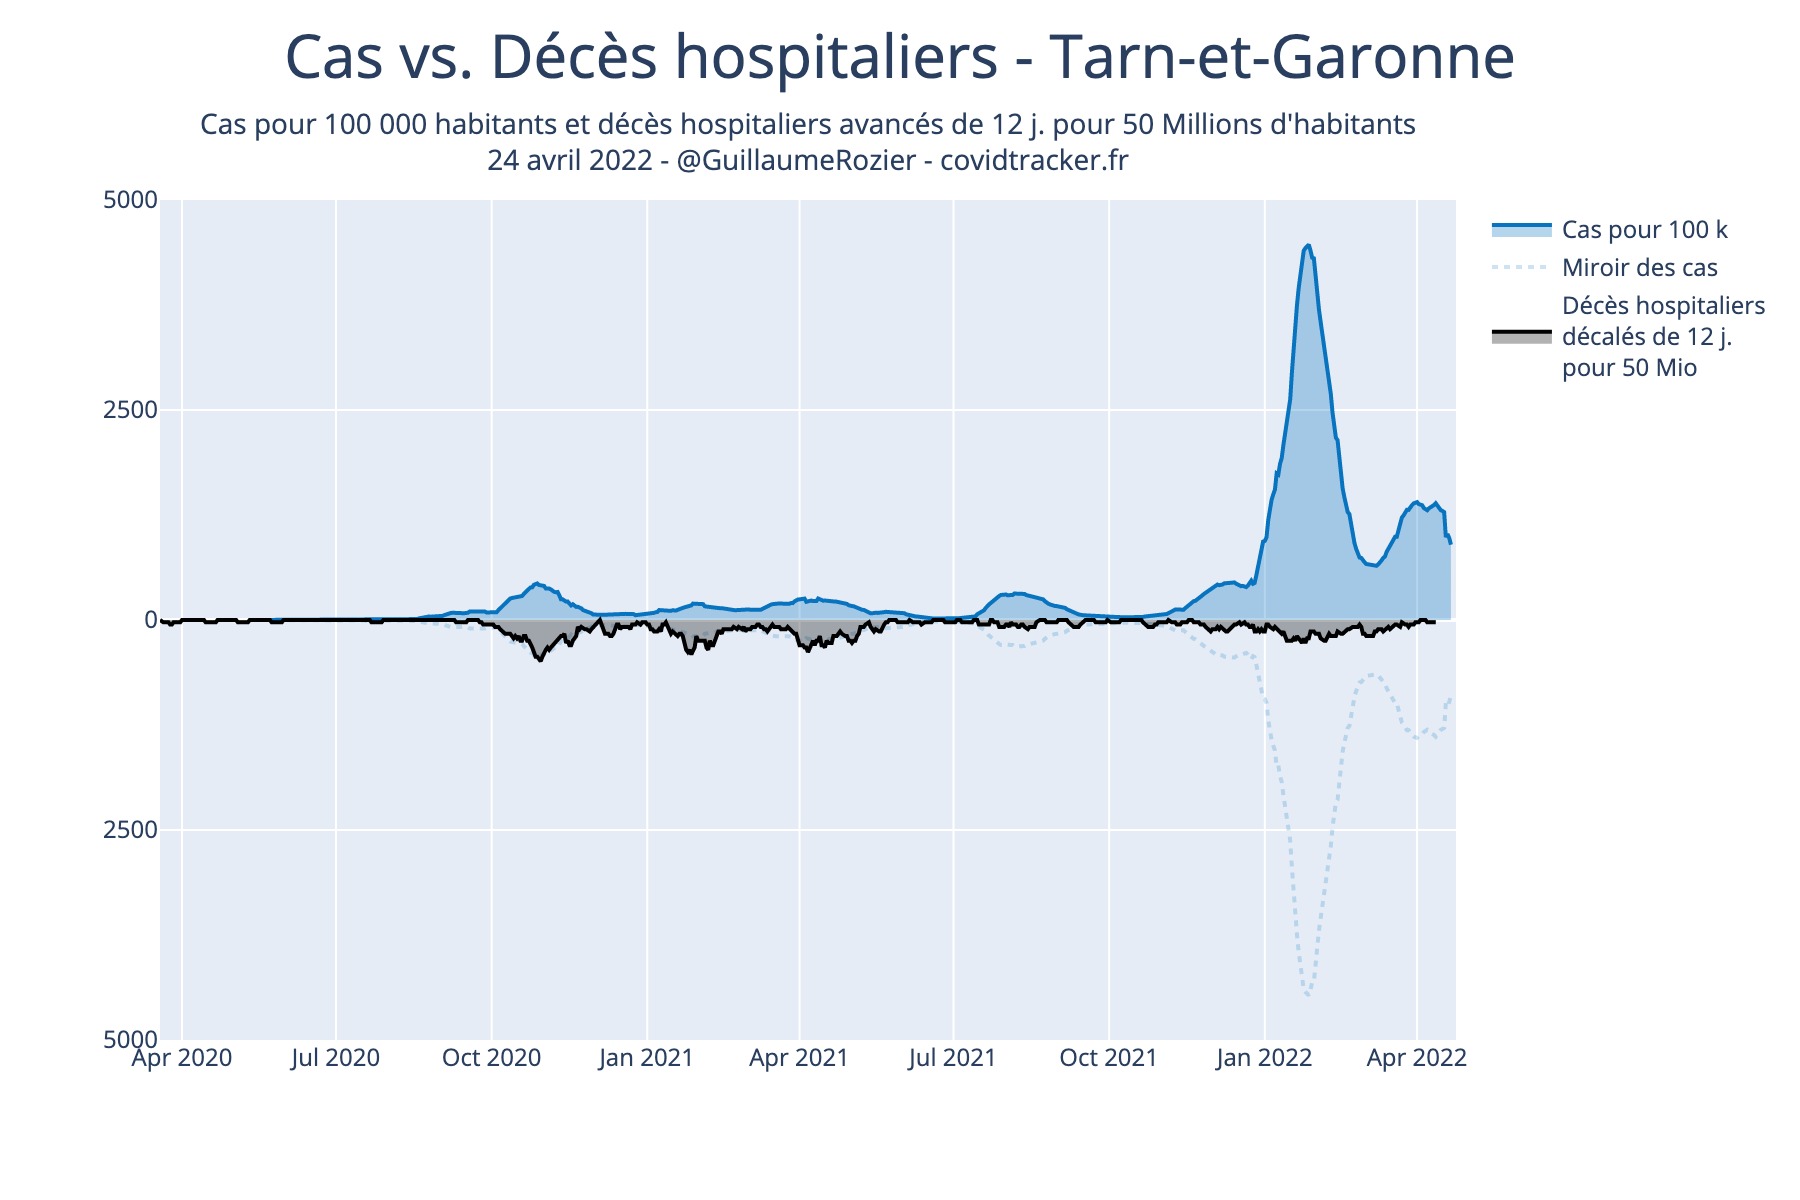 Cas vs. Décès hospitaliers - Tarn-et-Garonne
Cas pour 100 000 habitants et décès hospitaliers avancés de 12 j. pour 50 Millions d'habitants
24 avril 2022 - @GuillaumeRozier - covidtracker.fr
5000
2500
0
2500
5000
Apr 2020
Jul 2020
Oct 2020
Jan 2021
Apr 2021
Jul 2021
Oct 2021
Jan 2022
Apr 2022
Cas pour 100 k
Miroir des cas
Décès hospitaliers
décalés de 12 j.
pour 50 Mio